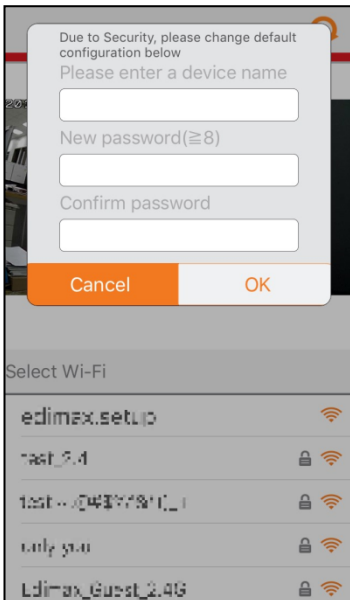 Due to Security, please change default
configuration below
Please enter a device name
New password(≧8)
Confirm password
Cancel
OK
Select Wi-Fi
edimax.setup
test_2.4
only you
Edimax_Guest_2.4G